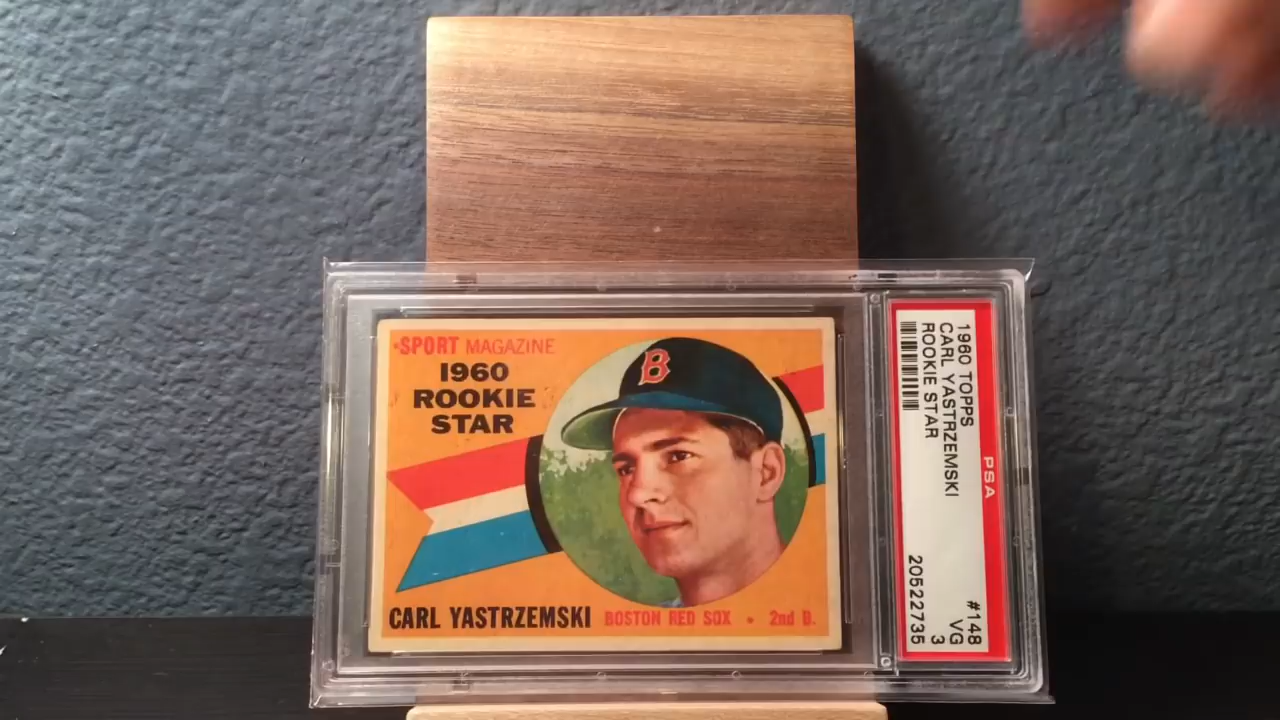 SPORT MAGAZINE
1960
ROOKIE
STAR
B
CARL YASTRZEMSKI BOSTON RED SOX • 2nd B.
PSA
1960 TOPPS #148
CARL YASTRZEMSKI VG
ROOKIE STAR 3
20522735